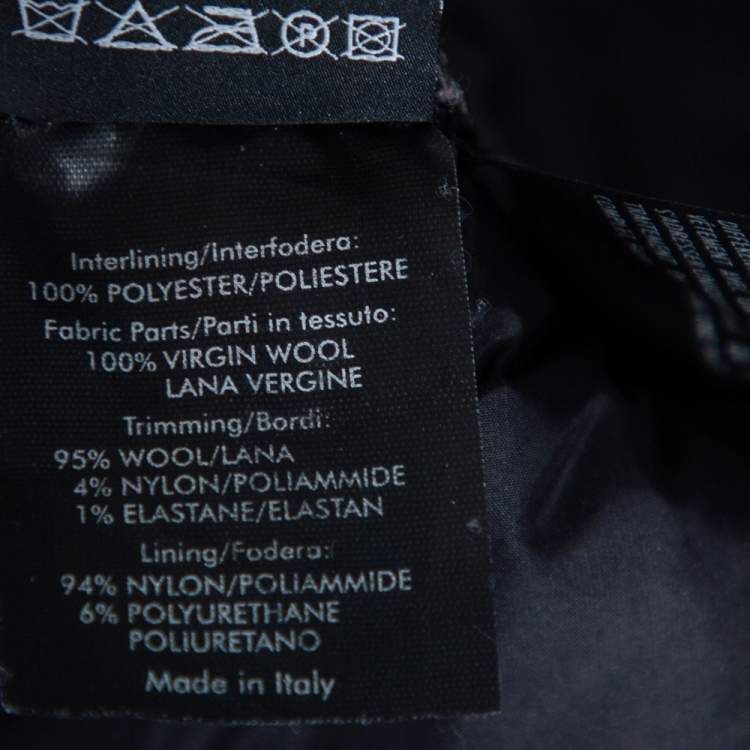 Interlining/Interfodera:
100% POLYESTER/POLIESTERE
Fabric Parts/Parti in tessuto:
100% VIRGIN WOOL
LANA VERGINE
Trimming/Bordi:
95% WOOL/LANA
4% NYLON/POLIAMMIDE
1% ELASTANE/ELASTAN
Lining/Fodera:
94% NYLON/POLIAMMIDE
6% POLYURETHANE
POLIURETANO
Made in Italy